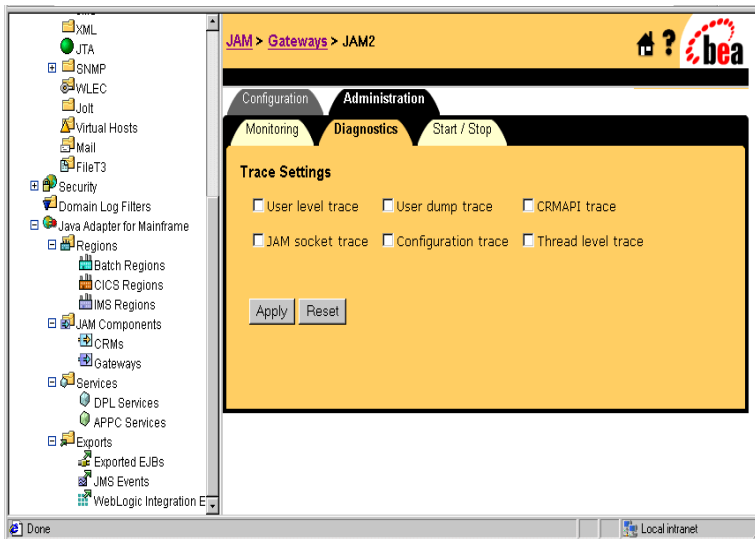 XML
JTA
SNMP
WLEC
Jolt
Virtual Hosts
Mail
FileT3
Security
Domain Log Filters
Java Adapter for Mainframe
Regions
Batch Regions
CICS Regions
IMS Regions
JAM Components
CRMs
Gateways
Services
DPL Services
APPC Services
Exports
Exported EJBs
JMS Events
WebLogic Integration E
JAM > Gateways > JAM2
?
bea
Configuration Administration
Monitoring Diagnostics Start / Stop
Trace Settings
User level trace User dump trace CRMAPI trace
JAM socket trace Configuration trace Thread level trace
Apply Reset
Done Local intranet